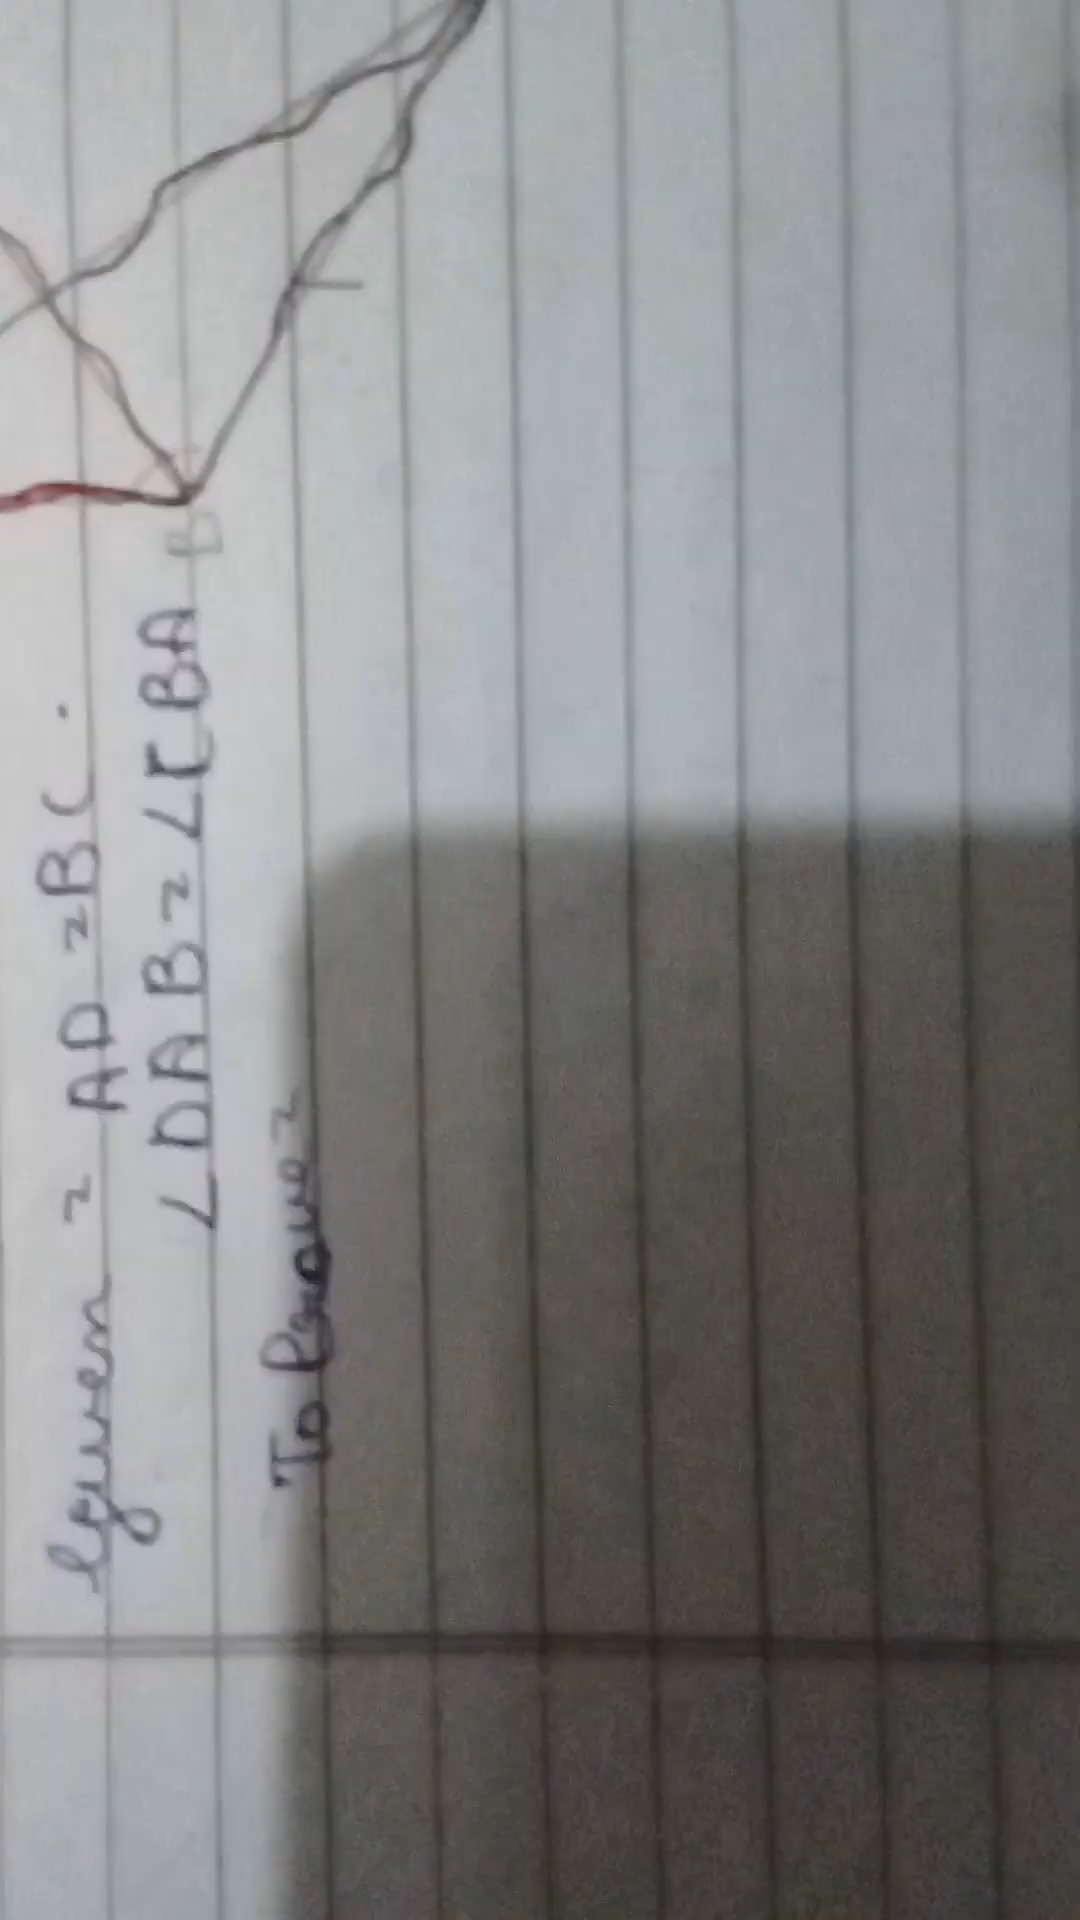 B
Given = AD = BC.
∠DAB = ∠CBA
To Prove =